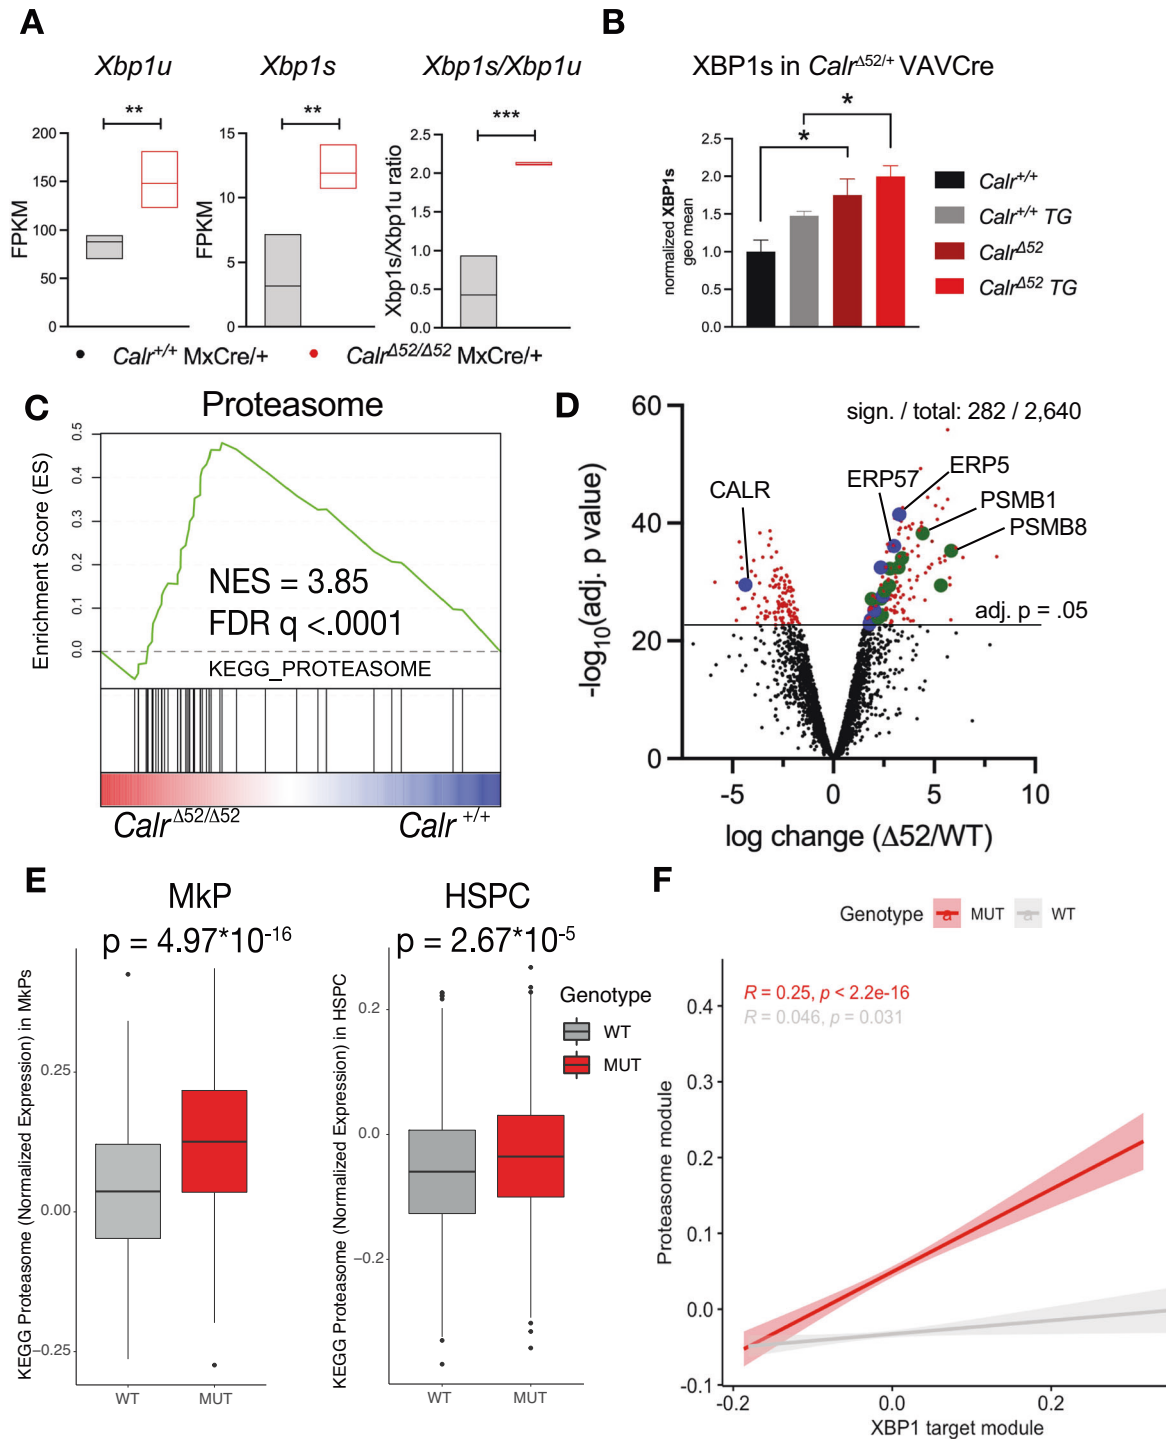 A
Xbp1u
Xbp1s
Xbp1s/Xbp1u
**
**
***
FPKM
200
150
100
50
0
FPKM
15
10
5
0
Xbp1s/Xbp1u ratio
2.5
2.0
1.5
1.0
0.5
0.0
• Calr+/+ MxCre/+
• CalrΔ52/Δ52 MxCre/+
B
XBP1s in CalrΔ52/+ VAVCre
*
*
normalized XBP1s
geo mean
2.5
2.0
1.5
1.0
0.5
0.0
Calr+/+
Calr+/+ TG
CalrΔ52
CalrΔ52 TG
C
Proteasome
Enrichment Score (ES)
0.5
0.4
0.3
0.2
0.1
0.0
NES = 3.85
FDR q <.0001
KEGG_PROTEASOME
Calr Δ52/Δ52
Calr +/+
D
sign. / total: 282 / 2,640
-log10(adj. p value)
60
40
20
0
CALR
ERP57
ERP5
PSMB1
PSMB8
adj. p = .05
-5
0
5
10
log change (Δ52/WT)
E
MkP
p = 4.97*10-16
KEGG Proteasome (Normalized Expression) in MkPs
0.25
0.00
−0.25
WT
MUT
HSPC
p = 2.67*10-5
KEGG Proteasome (Normalized Expression) in HSPC
0.2
0.0
−0.2
WT
MUT
Genotype
WT
MUT
F
Genotype
a
MUT
a
WT
R = 0.25, p < 2.2e-16
R = 0.046, p = 0.031
Proteasome module
0.4
0.3
0.2
0.1
0.0
-0.1
-0.2
0.0
0.2
XBP1 target module